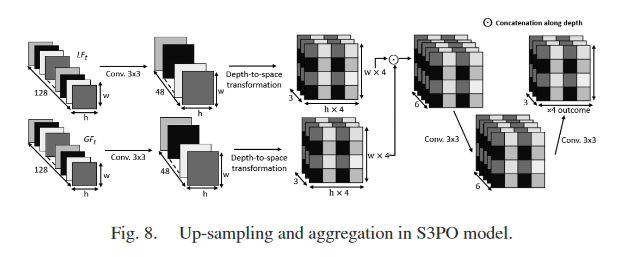 ⊙ Concatenation along depth
LFt
128
h
w
Conv. 3x3
48
h
w
Depth-to-space
transformation
3
h × 4
w × 4
⊙
6
Conv. 3x3
6
Conv. 3x3
3
×4 outcome
GFt
128
h
w
Conv. 3x3
48
h
w
Depth-to-space
transformation
3
h × 4
w × 4
Fig. 8. Up-sampling and aggregation in S3PO model.